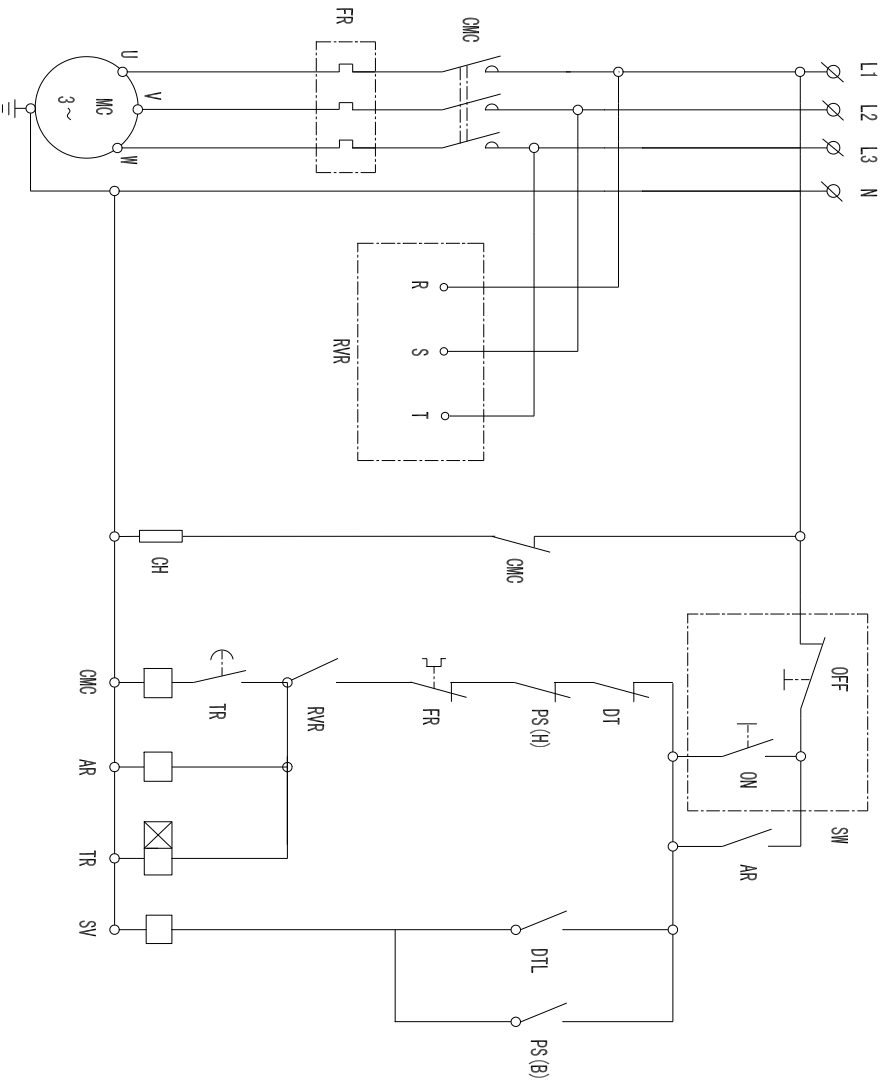 L1
L2
L3
N
CMC
FR
U
V
W
MC
3~
R
S
T
RVR
CMC
CH
OFF
ON
SW
AR
DT
PS(H)
FR
RVR
TR
DTL
PS(B)
CMC
AR
TR
SV